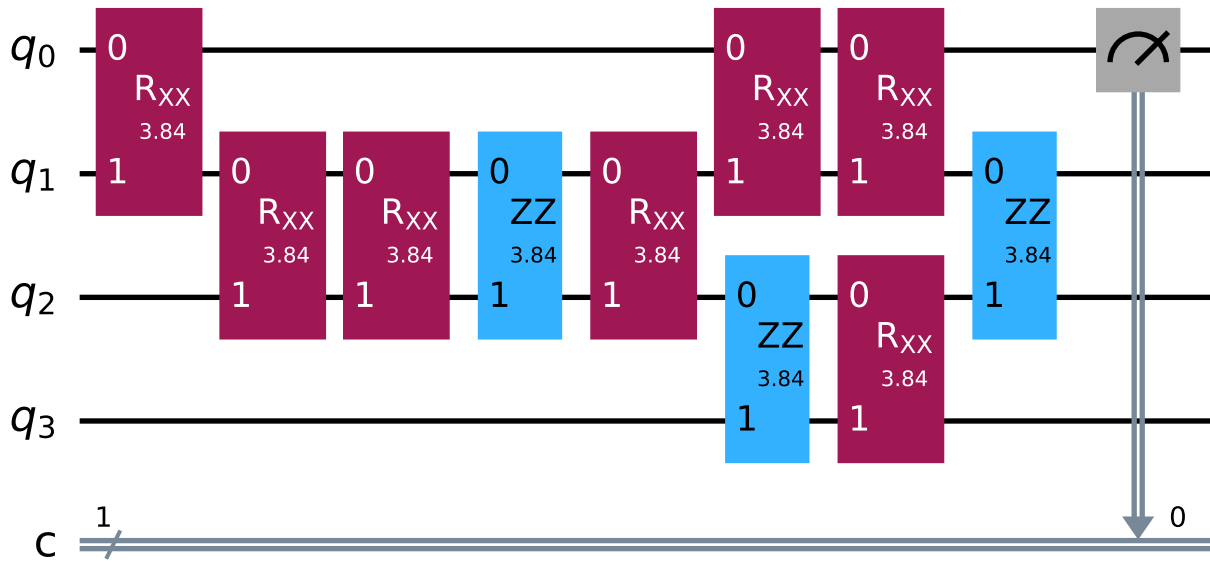 q0 0 0 0
RXX RXX RXX
3.84 3.84 3.84
q1 1 0 0 0 0 1 1 0
RXX RXX ZZ RXX ZZ
3.84 3.84 3.84 3.84 3.84
q2 1 1 1 1 0 0 1
ZZ RXX
3.84 3.84
q3 1 1
1 0
c